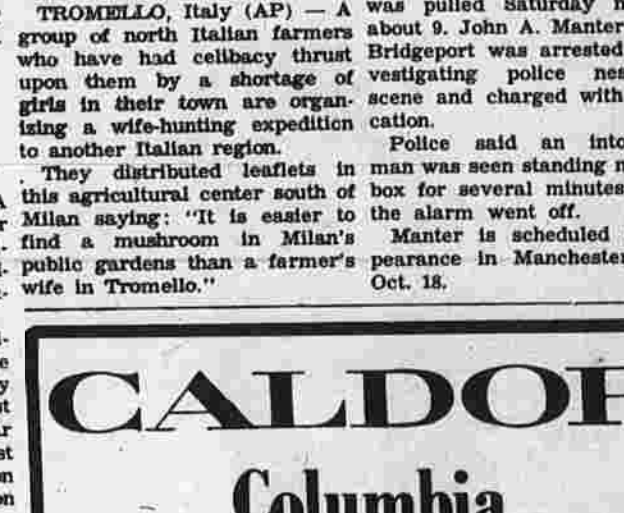 TROMELLO, Italy (AP) — A
group of north Italian farmers
who have had celibacy thrust
upon them by a shortage of
girls in their town are organ-
izing a wife-hunting expedition
to another Italian region.
They distributed leaflets in
this agricultural center south of
Milan saying: "It is easier to
find a mushroom in Milan's
public gardens than a farmer's
wife in Tromello."
was pulled Saturday
about 9. John A. Manter
Bridgeport was arrested
vestigating police
scene and charged with
cation.
Police said an
man was seen standing
box for several minutes
the alarm went off.
Manter is scheduled
pearance in Manchester
Oct. 18.
CALDOR
Columbia